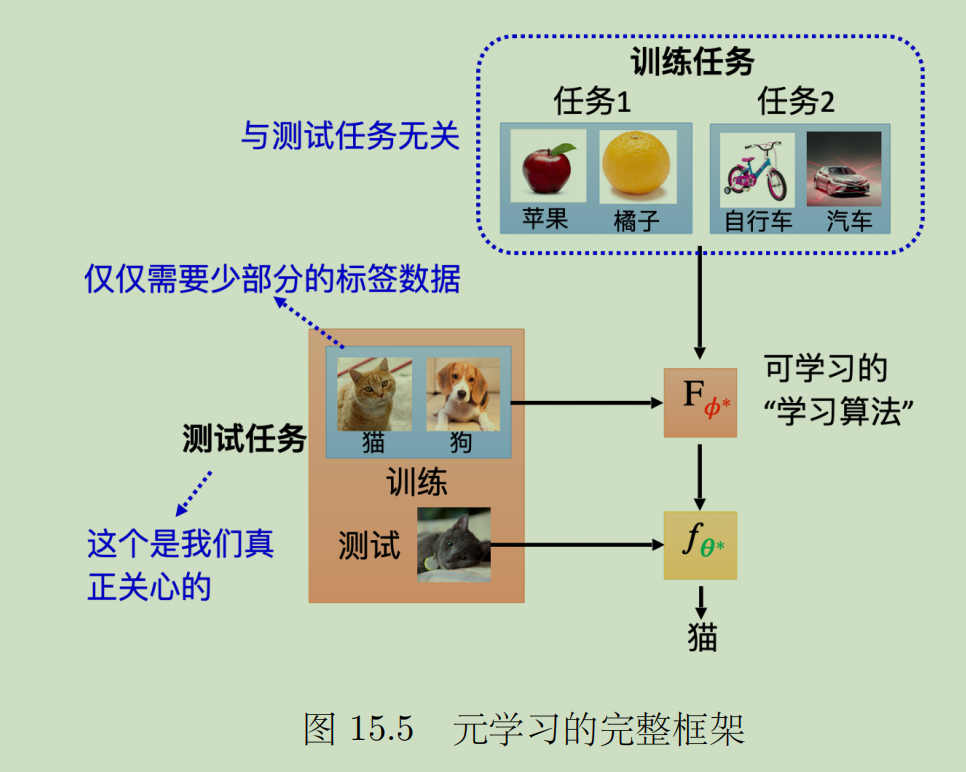 训练任务
任务1 任务2
与测试任务无关
苹果 橘子 自行车 汽车
仅仅需要少部分的标签数据
可学习的
“学习算法”
Fϕ*
猫 狗
测试任务
训练
这个是我们真
正关心的
测试
fθ*
猫
图 15.5 元学习的完整框架